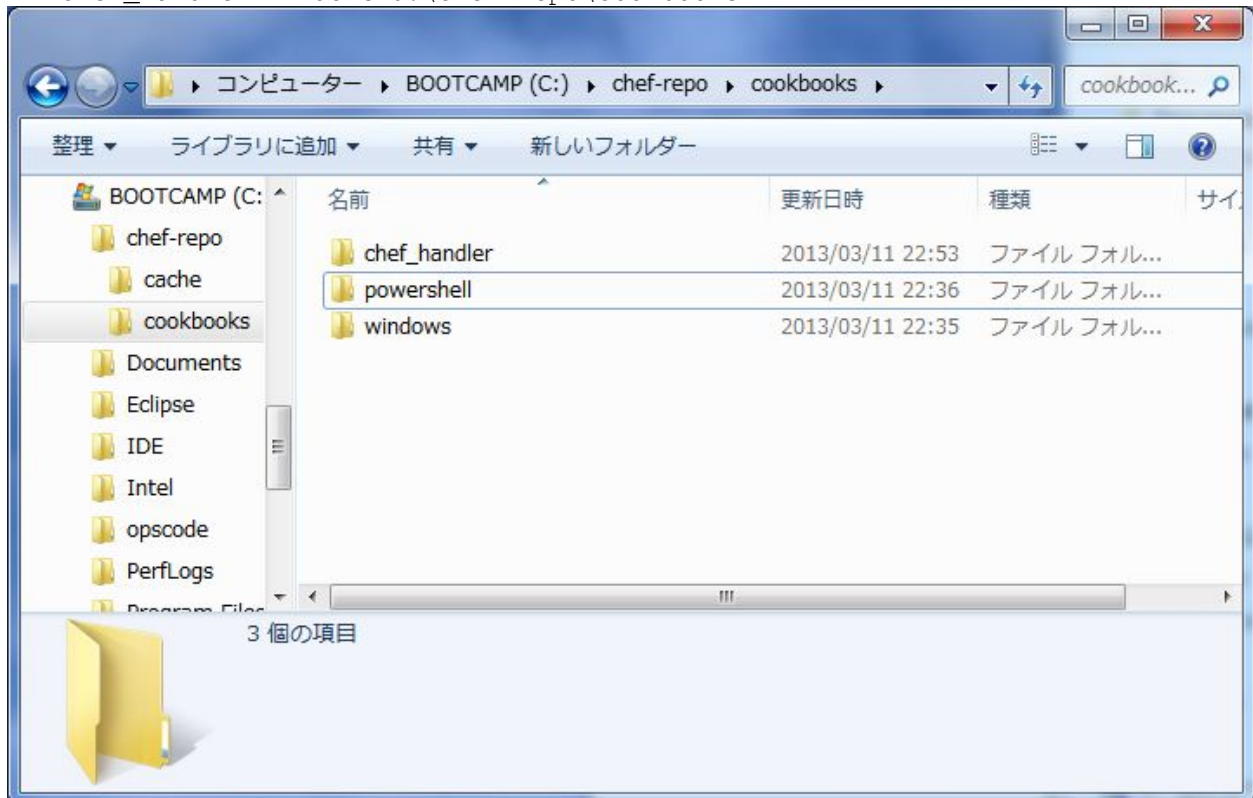 コンピューター ▸ BOOTCAMP (C:) ▸ chef-repo ▸ cookbooks ▸
cookbook...
整理 ライブラリに追加 共有 新しいフォルダー
BOOTCAMP (C:
chef-repo
cache
cookbooks
Documents
Eclipse
IDE
Intel
opscode
PerfLogs
名前 更新日時 種類 サイ
chef_handler 2013/03/11 22:53 ファイル フォル...
powershell 2013/03/11 22:36 ファイル フォル...
windows 2013/03/11 22:35 ファイル フォル...
3 個の項目